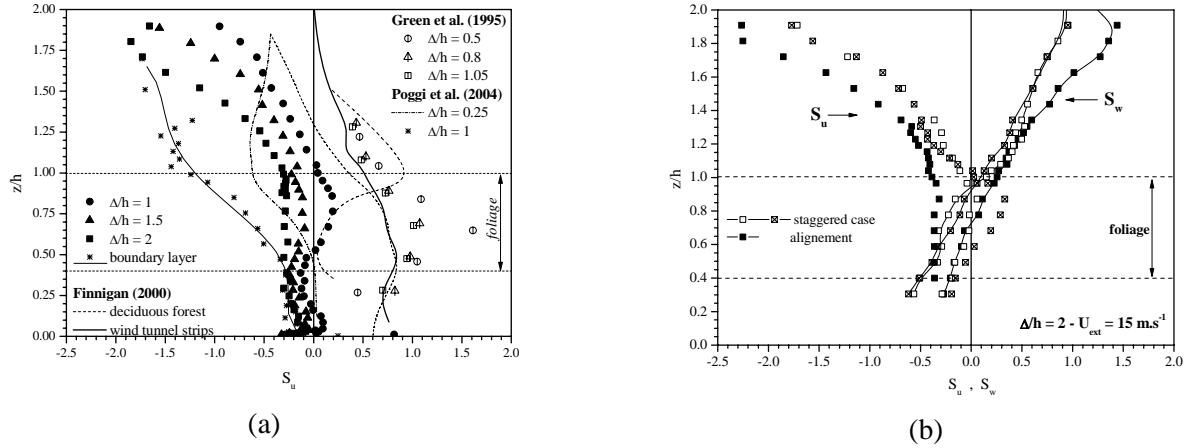 (a)
2.00
1.75
1.50
1.25
1.00
0.75
0.50
0.25
0.00
z/h
Green et al. (1995)
Δ/h = 0.5
Δ/h = 0.8
Δ/h = 1.05
Poggi et al. (2004)
Δ/h = 0.25
Δ/h = 1
foliage
Δ/h = 1
Δ/h = 1.5
Δ/h = 2
boundary layer
Finnigan (2000)
deciduous forest
wind tunnel strips
-2.5 -2.0 -1.5 -1.0 -0.5 0.0 0.5 1.0 1.5 2.0
S_u
(a)
(b)
2.0
1.8
1.6
1.4
1.2
1.0
0.8
0.6
0.4
0.2
0.0
z/h
S_u
S_w
staggered case
alignement
foliage
Δ/h = 2 - U_ext = 15 m.s⁻¹
-2.5 -2.0 -1.5 -1.0 -0.5 0.0 0.5 1.0 1.5 2.0
S_u , S_w
(b)